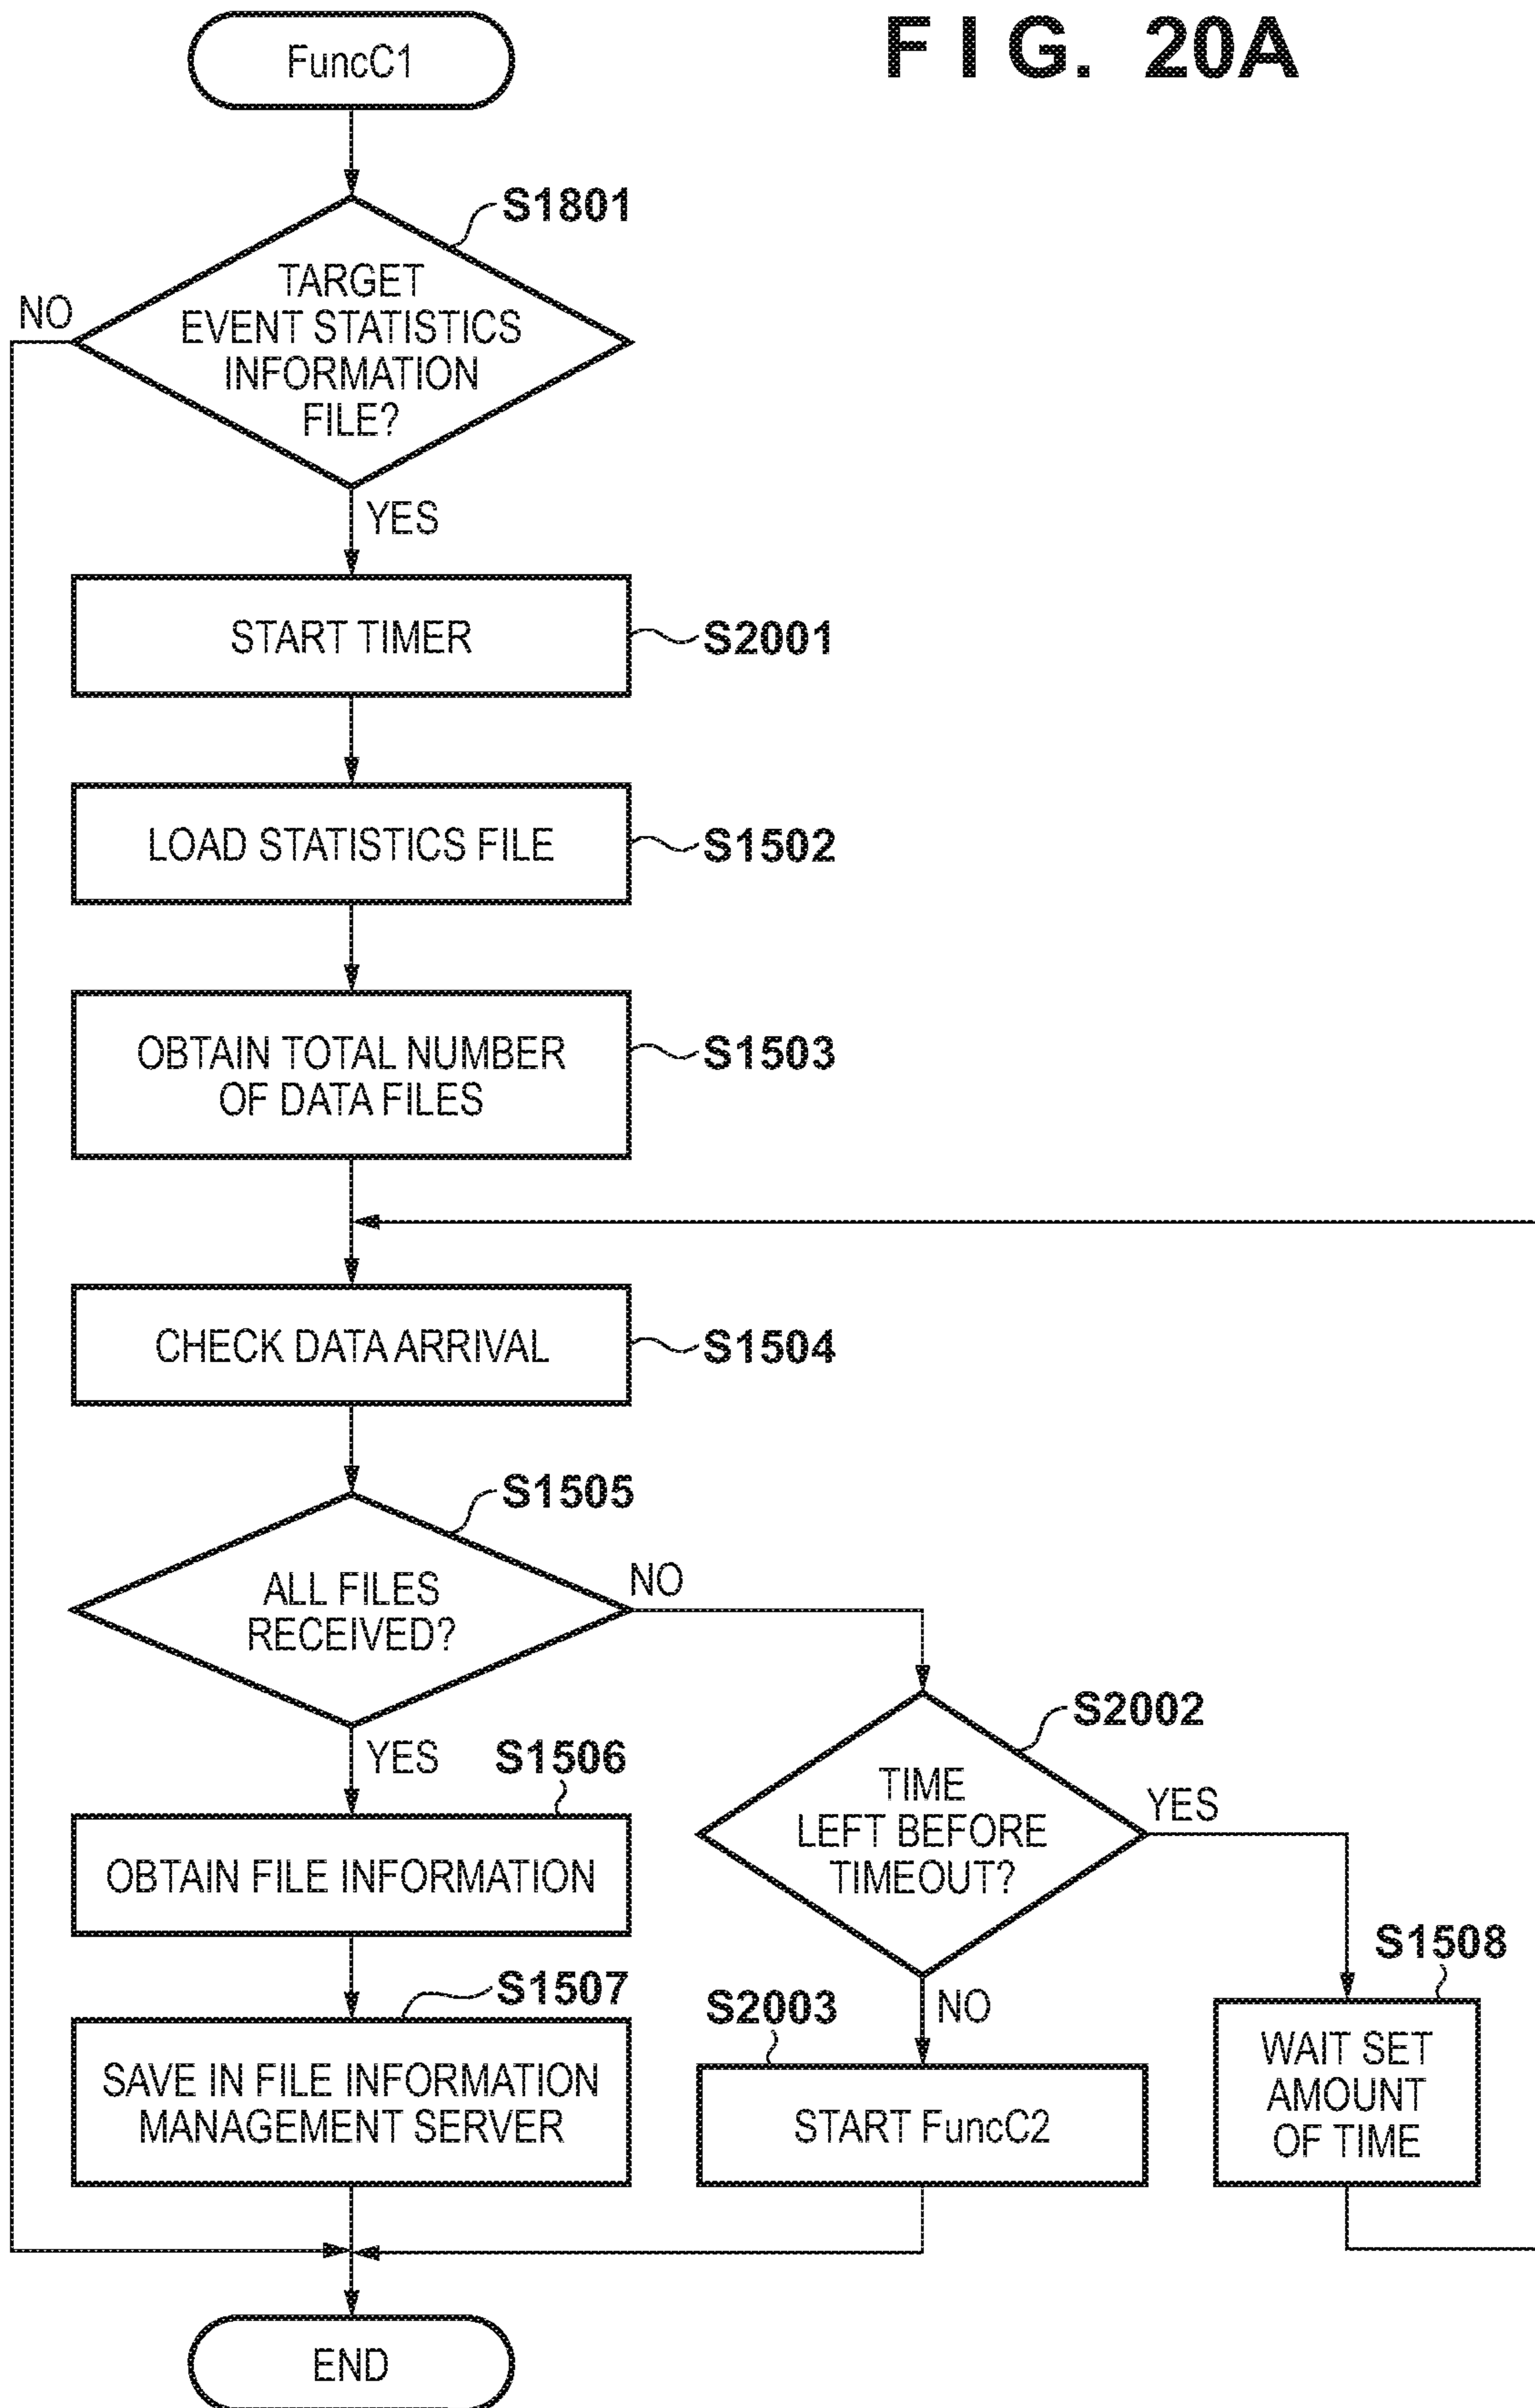 FIG. 20A
FuncC1
S1801
TARGET
EVENT STATISTICS
INFORMATION
FILE?
NO
YES
START TIMER
S2001
LOAD STATISTICS FILE
S1502
OBTAIN TOTAL NUMBER
OF DATA FILES
S1503
CHECK DATA ARRIVAL
S1504
S1505
ALL FILES
RECEIVED?
NO
YES
S1506
OBTAIN FILE INFORMATION
S1507
SAVE IN FILE INFORMATION
MANAGEMENT SERVER
S2002
TIME
LEFT BEFORE
TIMEOUT?
YES
NO
S2003
START FuncC2
S1508
WAIT SET
AMOUNT
OF TIME
END